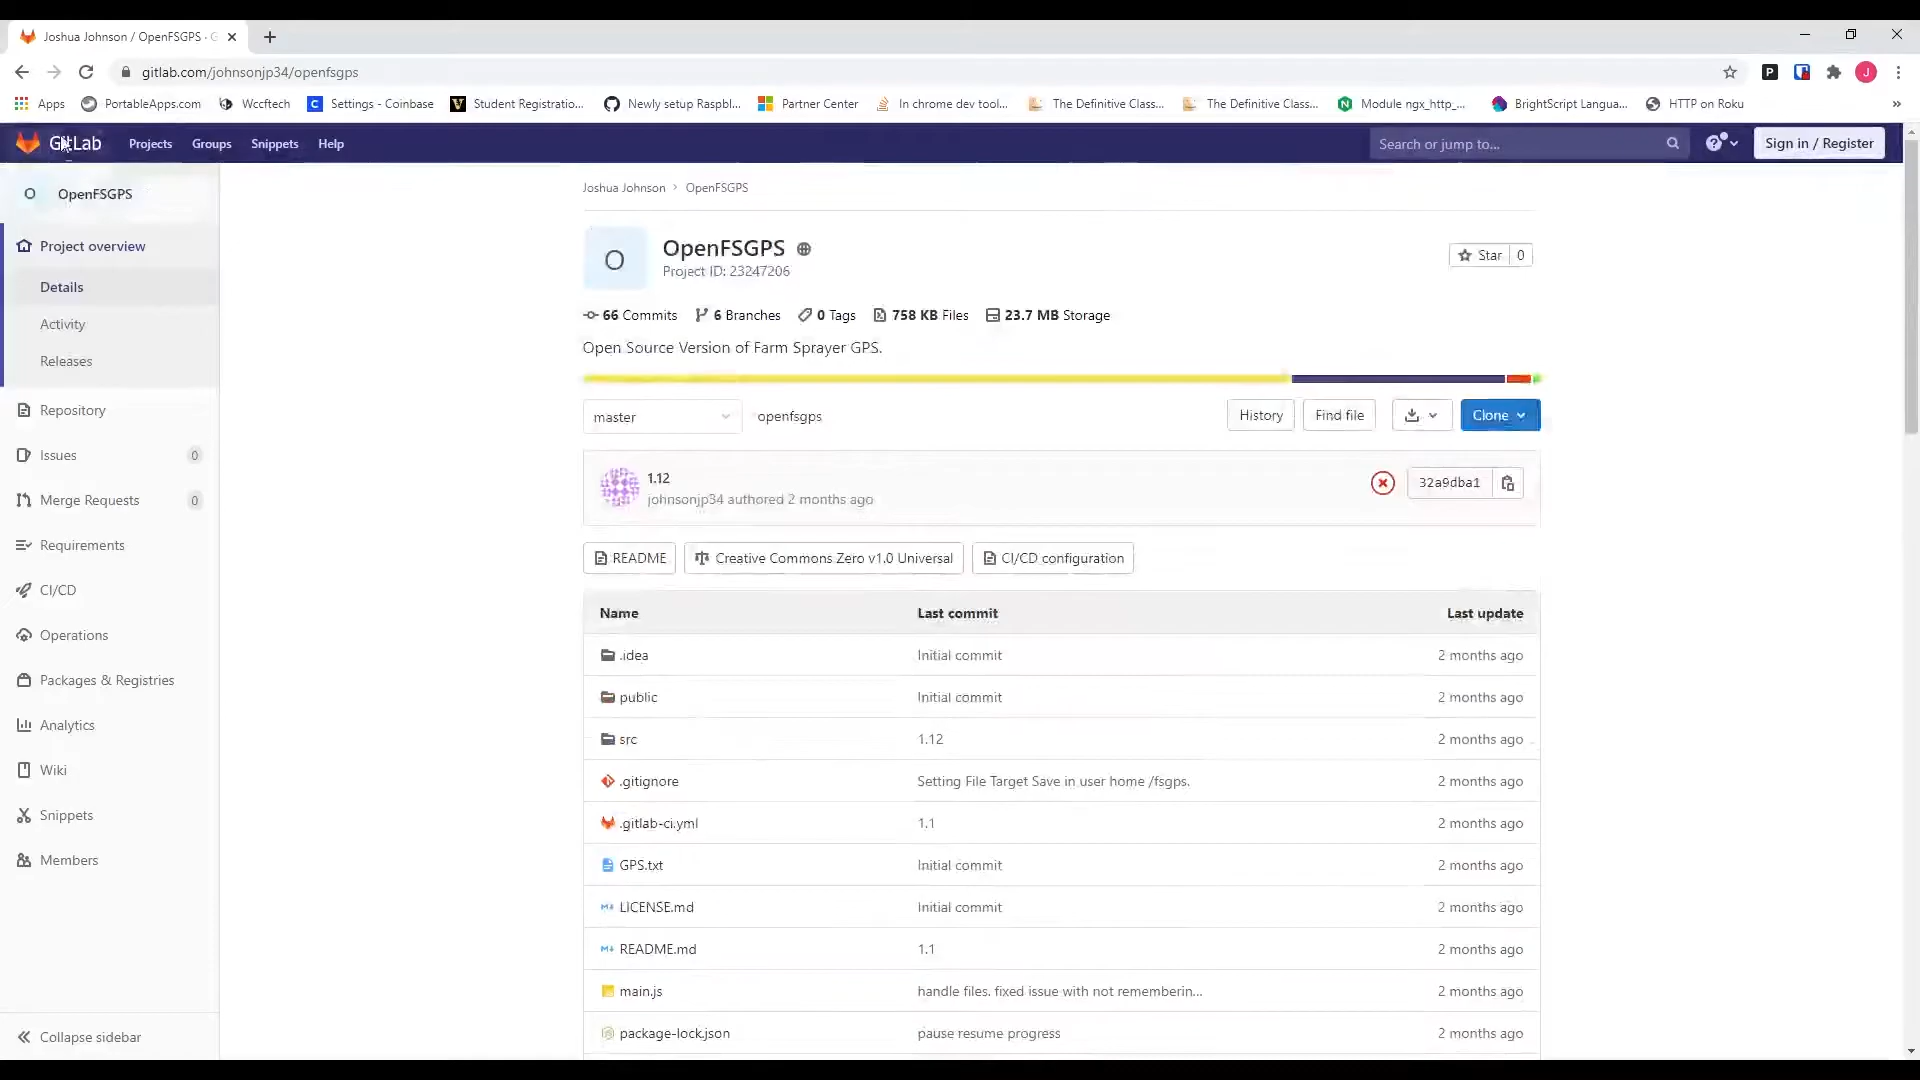 Joshua Johnson / OpenFSGPS · G
gitlab.com/johnsonjp34/openfsgps
P
J
Apps
PortableApps.com
Wccftech
Settings - Coinbase
Student Registratio...
Newly setup Raspbl...
Partner Center
In chrome dev tool...
The Definitive Class...
The Definitive Class...
Module ngx_http_...
BrightScript Langua...
HTTP on Roku
»
GitLab
Projects
Groups
Snippets
Help
Search or jump to...
Sign in / Register
O OpenFSGPS
Project overview
Details
Activity
Releases
Repository
Issues 0
Merge Requests 0
Requirements
CI/CD
Operations
Packages & Registries
Analytics
Wiki
Snippets
Members
Collapse sidebar
Joshua Johnson > OpenFSGPS
O
OpenFSGPS
Project ID: 23247206
Star 0
66 Commits 6 Branches 0 Tags 758 KB Files 23.7 MB Storage
Open Source Version of Farm Sprayer GPS.
master openfsgps History Find file Clone
1.12
johnsonjp34 authored 2 months ago
32a9dba1
README Creative Commons Zero v1.0 Universal CI/CD configuration
Name Last commit Last update
.idea Initial commit 2 months ago
public Initial commit 2 months ago
src 1.12 2 months ago
.gitignore Setting File Target Save in user home /fsgps. 2 months ago
.gitlab-ci.yml 1.1 2 months ago
GPS.txt Initial commit 2 months ago
LICENSE.md Initial commit 2 months ago
README.md 1.1 2 months ago
main.js handle files. fixed issue with not rememberin... 2 months ago
package-lock.json pause resume progress 2 months ago